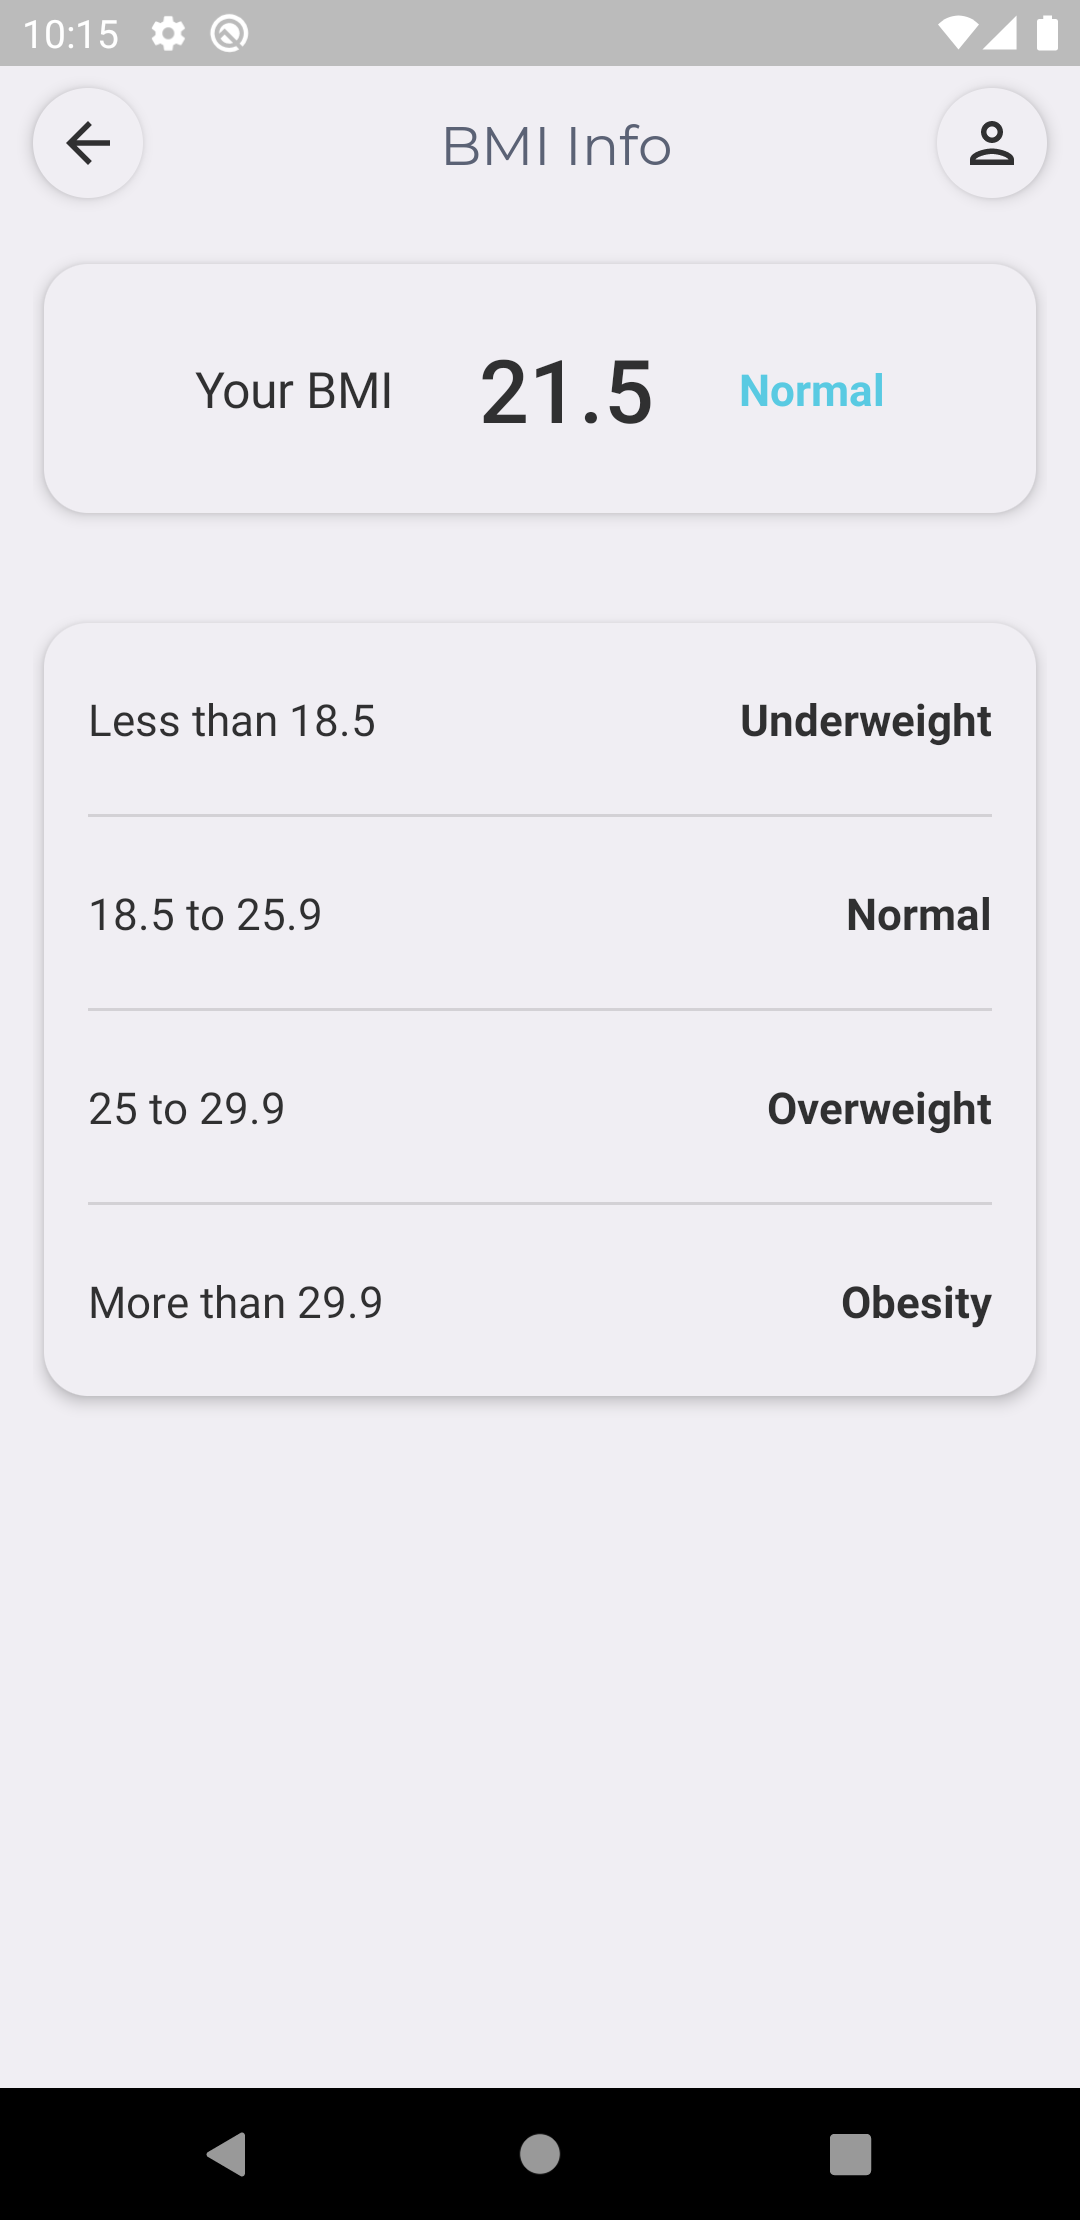 10:15
BMI Info
Your BMI 21.5 Normal
Less than 18.5 Underweight
18.5 to 25.9 Normal
25 to 29.9 Overweight
More than 29.9 Obesity